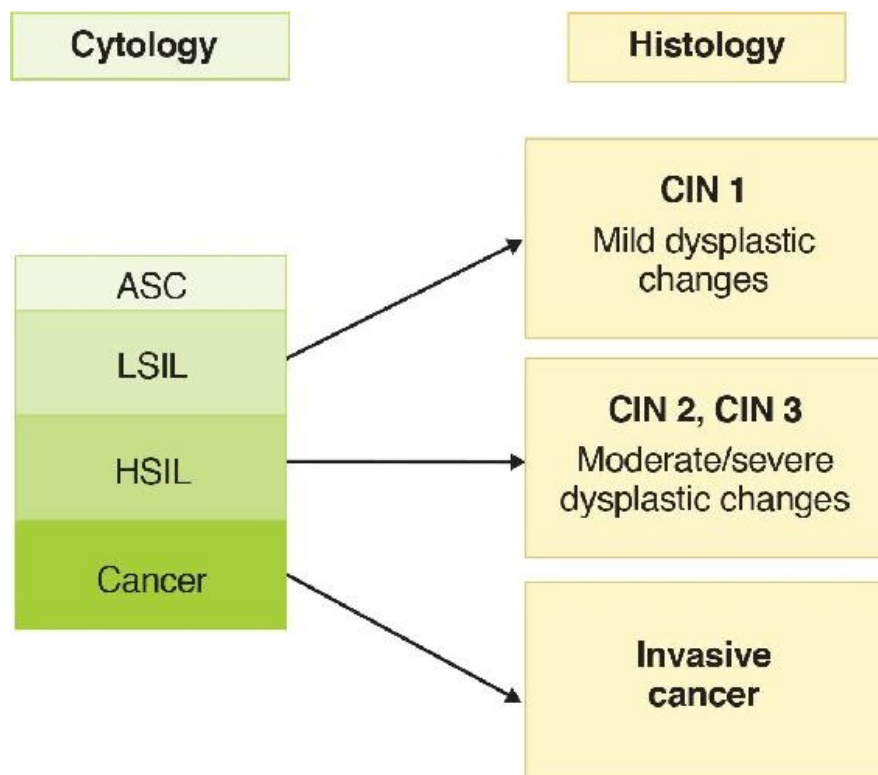 Cytology
Histology
ASC
LSIL
HSIL
Cancer
CIN 1
Mild dysplastic
changes
CIN 2, CIN 3
Moderate/severe
dysplastic changes
Invasive
cancer